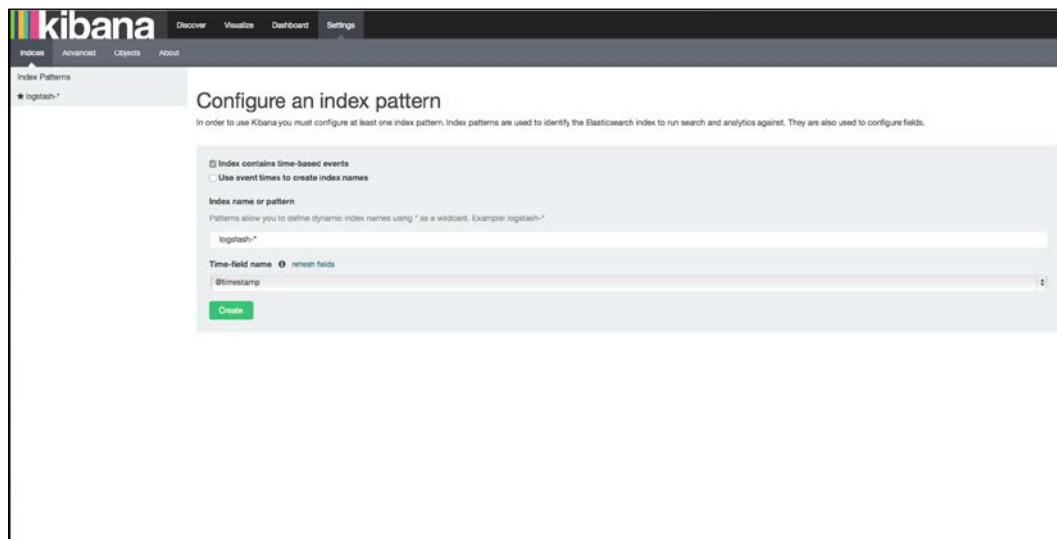 kibana Discover Visualize Dashboard Settings
Indices Advanced Objects About
Index Patterns
★ logstash-*
Configure an index pattern
In order to use Kibana you must configure at least one index pattern. Index patterns are used to identify the Elasticsearch index to run search and analytics against. They are also used to configure fields.
Index contains time-based events
Use event times to create index names
Index name or pattern
Patterns allow you to define dynamic index names using * as a wildcard. Example: logstash-*
logstash-*
Time-field name refresh fields
@timestamp
Create